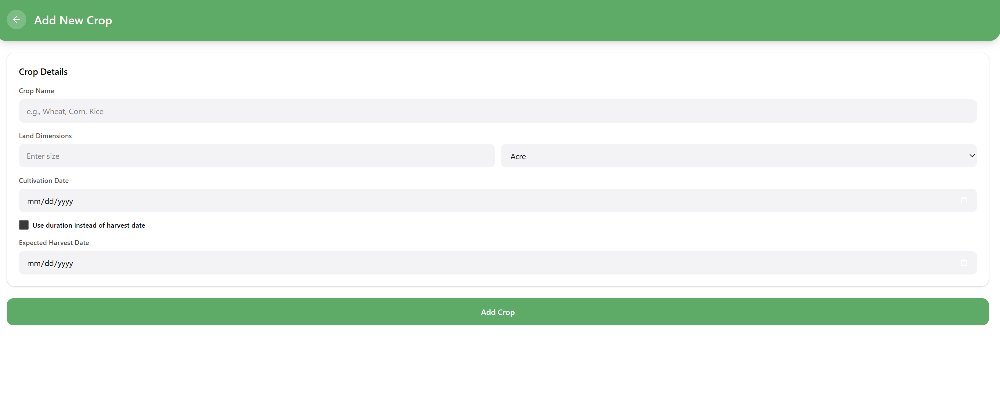 Add New Crop
Crop Details
Crop Name
e.g., Wheat, Corn, Rice
Land Dimensions
Enter size
Acre
Cultivation Date
mm/dd/yyyy
Use duration instead of harvest date
Expected Harvest Date
mm/dd/yyyy
Add Crop